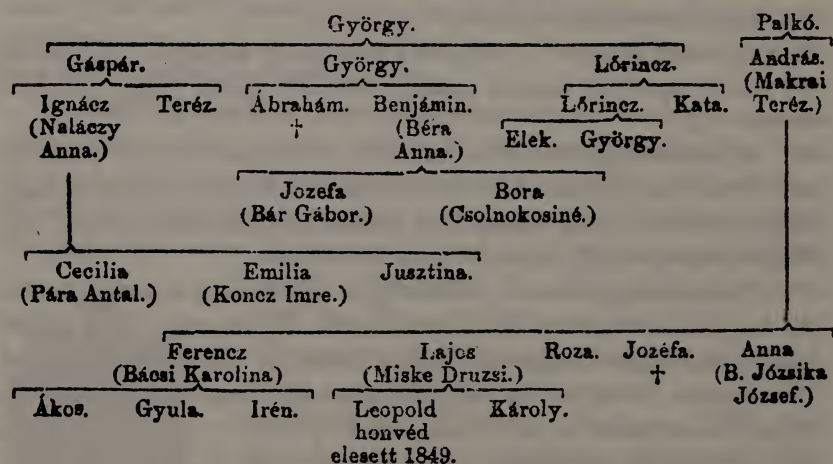 György. Palkó.
Gáspár. György. Lőrincz. András.
Ignácz Teréz. Ábrahám. Benjámin. Lőrincz. Kata. (Makrai
(Naláczy † (Béra Teréz.)
Anna.) Anna.) Elek. György.
Jozefa Bora
(Bár Gábor.) (Csolnokosiné.)
Cecilia Emilia Jusztina.
(Pára Antal.) (Koncz Imre.)
Ferencz Lajos Roza. Jozéfa. Anna
(Bácsi Karolina) (Miske Druzsi.) † (B. Józsika
Ákos. Gyula. Irén. Leopold Károly. József.)
honvéd
elesett 1849.